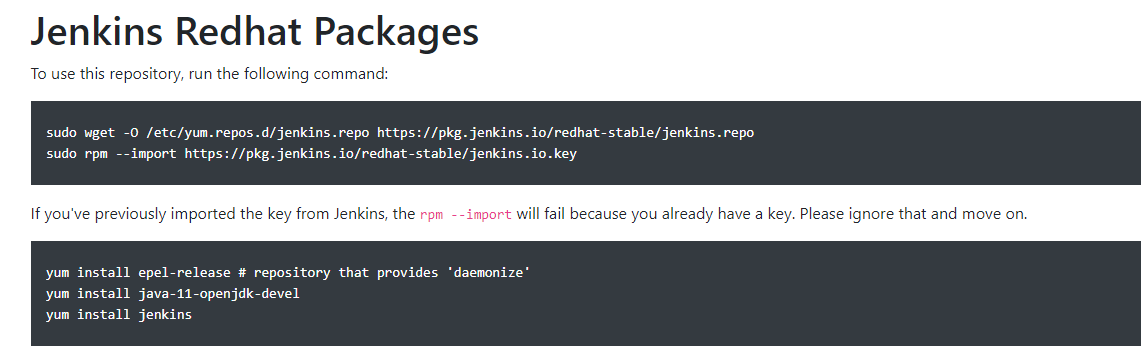 Jenkins Redhat Packages
To use this repository, run the following command:
sudo wget -O /etc/yum.repos.d/jenkins.repo https://pkg.jenkins.io/redhat-stable/jenkins.repo
sudo rpm --import https://pkg.jenkins.io/redhat-stable/jenkins.io.key
If you've previously imported the key from Jenkins, the rpm --import will fail because you already have a key. Please ignore that and move on.
yum install epel-release # repository that provides 'daemonize'
yum install java-11-openjdk-devel
yum install jenkins